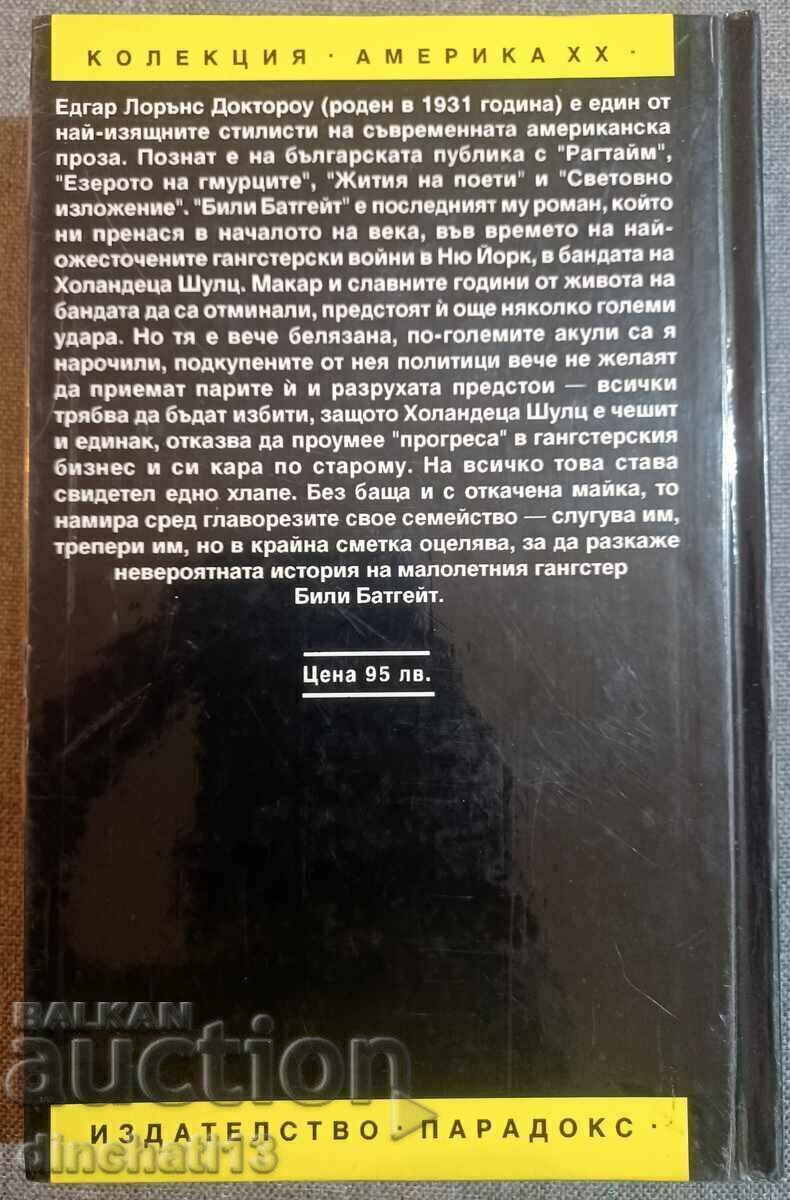 КОЛЕКЦИЯ · АМЕРИКА XX ·
Едгар Лорънс Доктороу (роден в 1931 година) е един от
най-изящните стилисти на съвременната американска
проза. Познат е на българската публика с "Рагтайм",
"Езерото на гмурците", "Жития на поети" и "Световно
изложение". "Били Батгейт" е последният му роман, който
ни пренася в началото на века, във времето на най-
ожесточените гангстерски войни в Ню Йорк, в бандата на
Холандеца Шулц. Макар и славните години от живота на
бандата да са отминали, предстоят ѝ още няколко големи
удара. Но тя е вече белязана, по-големите акули са я
нарочили, подкупените от нея политици вече не желаят
да приемат парите ѝ и разрухата предстои — всички
трябва да бъдат избити, защото Холандеца Шулц е чешит
и единак, отказва да проумее "прогреса" в гангстерския
бизнес и си кара по старому. На всичко това става
свидетел едно хлапе. Без баща и с откачена майка, то
намира сред главорезите свое семейство — слугува им,
трепери им, но в крайна сметка оцелява, за да разкаже
невероятната история на малолетния гангстер
Били Батгейт.
Цена 95 лв.
BALKAN
auction
ИЗДАТЕЛСТВО · ПАРАДОКС ·
dinchati13